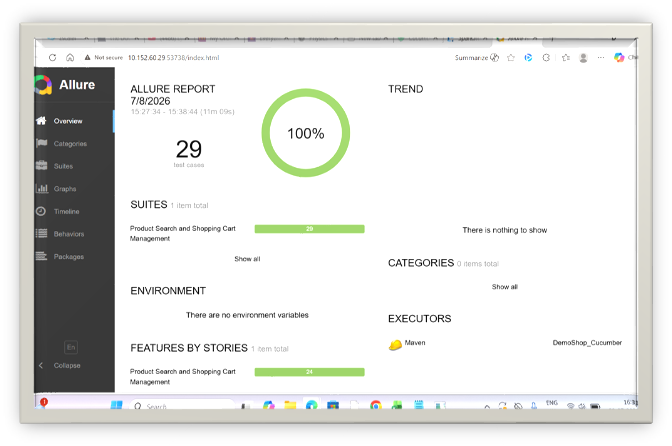 Not secure 10.152.60.29:53738/index.html
Summarize
Allure
Overview
Categories
Suites
Graphs
Timeline
Behaviors
Packages
En
Collapse
ALLURE REPORT
7/8/2026
15:27:34 - 15:38:44 (11m 09s)
29
test cases
100%
SUITES 1 item total
Product Search and Shopping Cart
Management
29
Show all
ENVIRONMENT
There are no environment variables
FEATURES BY STORIES 1 item total
Product Search and Shopping Cart
Management
24
TREND
There is nothing to show
CATEGORIES 0 items total
Show all
EXECUTORS
Maven
DemoShop_Cucumber
Search
ENG